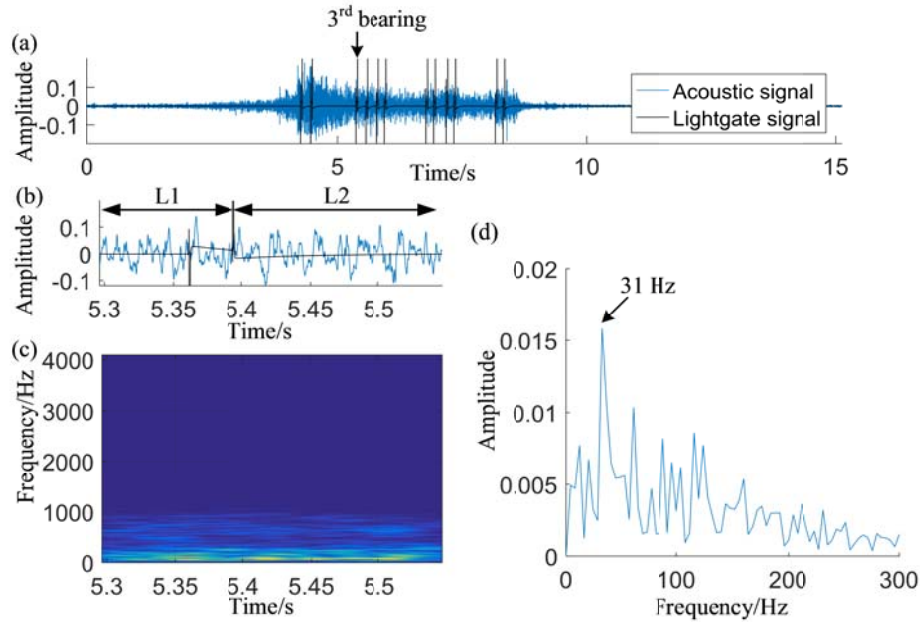 3rd bearing
(a)
Amplitude
0.1
0
-0.1
Acoustic signal
Lightgate signal
0 5 10 15
Time/s
(b)
L1 L2
Amplitude
0.1
0
-0.1
5.3 5.35 5.4 5.45 5.5
Time/s
(c)
Frequency/Hz
4000
3000
2000
1000
0
5.3 5.35 5.4 5.45 5.5
Time/s
(d)
Amplitude
0.02
0.015
0.01
0.005
0
31 Hz
0 100 200 300
Frequency/Hz